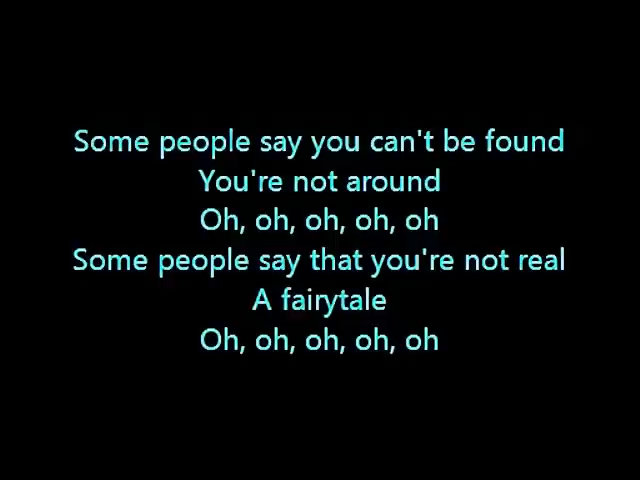 Some people say you can't be found
You're not around
Oh, oh, oh, oh, oh
Some people say that you're not real
A fairytale
Oh, oh, oh, oh, oh